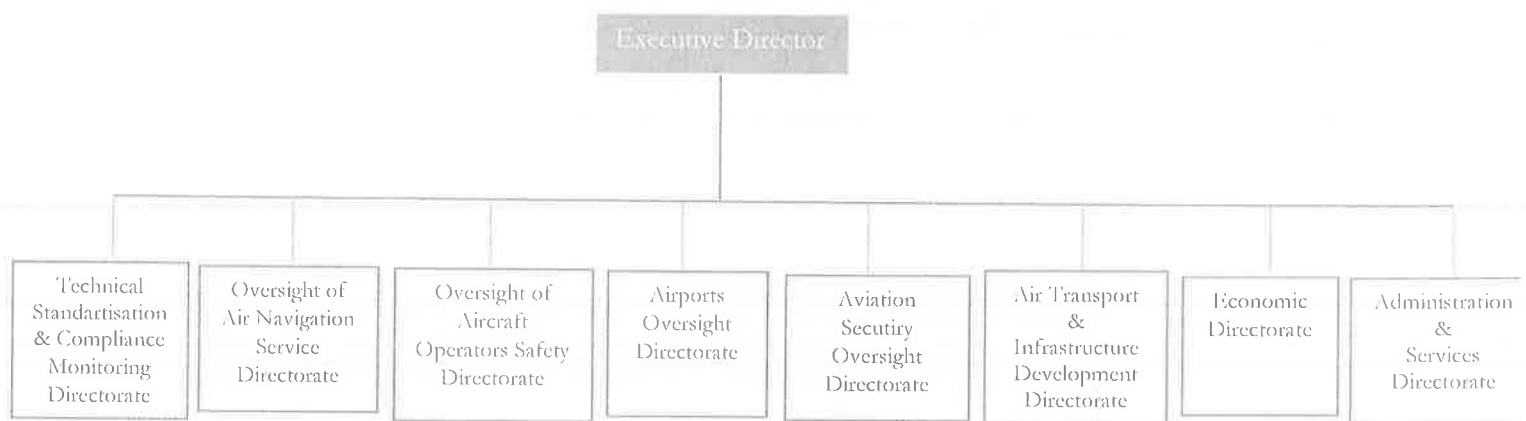 Executive Director
Technical
Standartisation
& Compliance
Monitoring
Directorate
Oversight of
Air Navigation
Service
Directorate
Oversight of
Aircraft
Operators Safety
Directorate
Airports
Oversight
Directorate
Aviation
Secutiry
Oversight
Directorate
Air Transport
&
Infrastructure
Development
Directorate
Economic
Directorate
Administration
&
Services
Directorate